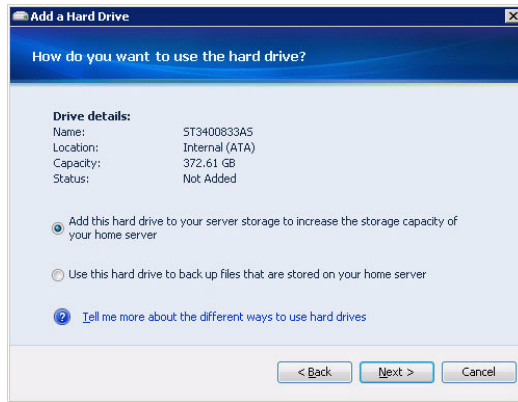 Add a Hard Drive
How do you want to use the hard drive?
Drive details:
Name: ST3400833AS
Location: Internal (ATA)
Capacity: 372.61 GB
Status: Not Added
Add this hard drive to your server storage to increase the storage capacity of
your home server
Use this hard drive to back up files that are stored on your home server
Tell me more about the different ways to use hard drives
< Back Next > Cancel